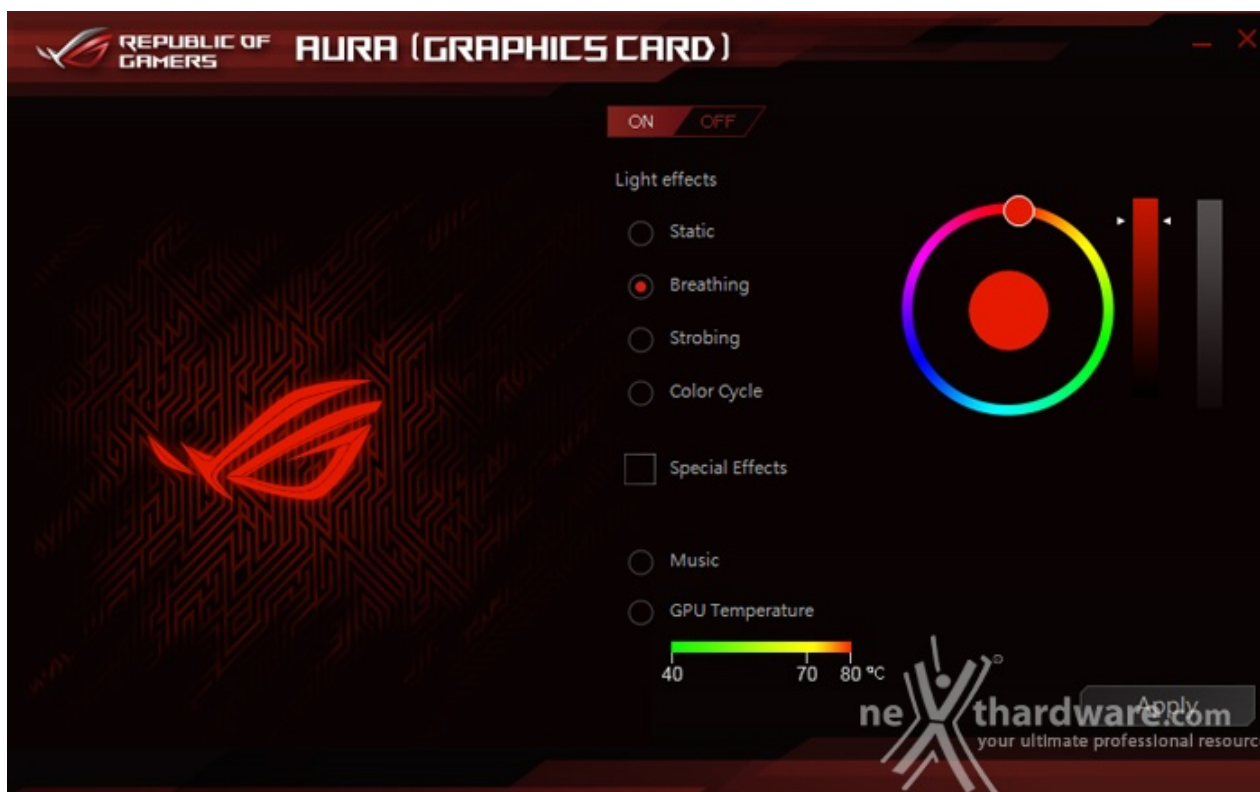 REPUBLIC OF
GAMERS
AURA (GRAPHICS CARD)
ON OFF
Light effects
Static
Breathing
Strobing
Color Cycle
Special Effects
Music
GPU Temperature
40 70 80 °C
Apply
neXthardware.com
your ultimate professional resource